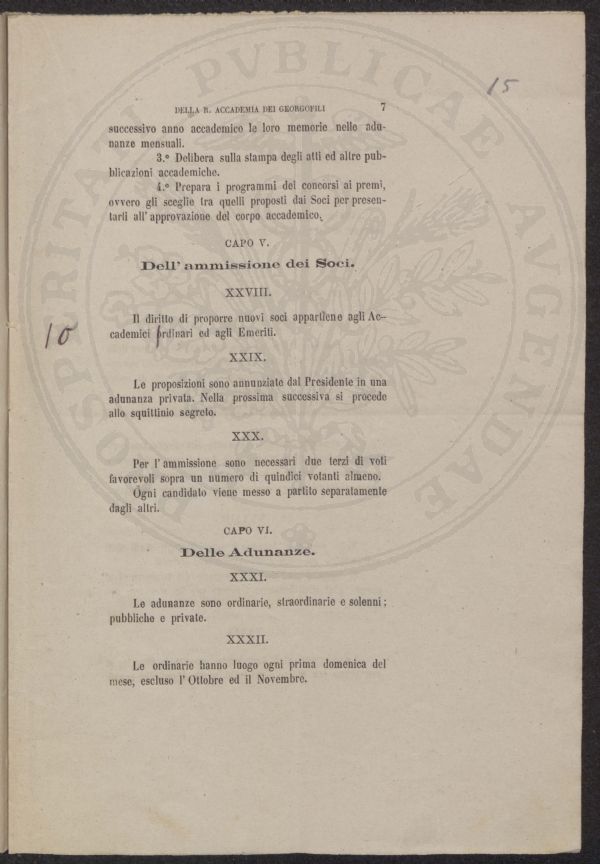 15
DELLA R. ACCADEMIA DEI GEORGOFILI 7
successivo anno accademico le loro memorie nelle adu-
nanze mensuali.
3.º Delibera sulla stampa degli atti ed altre pub-
blicazioni accademiche.
4.º Prepara i programmi dei concorsi ai premi,
ovvero gli sceglie tra quelli proposti dai Soci per presen-
tarli all' approvazione del corpo accademico.
CAPO V.
Dell' ammissione dei Soci.
XXVIII.
Il diritto di proporre nuovi soci appartiene agli Ac-
cademici ordinari ed agli Emeriti.
XXIX.
Le proposizioni sono annunziate dal Presidente in una
adunanza privata. Nella prossima successiva si procede
allo squittinio segreto.
XXX.
Per l' ammissione sono necessari due terzi di voti
favorevoli sopra un numero di quindici votanti almeno.
Ogni candidato viene messo a partito separatamente
dagli altri.
CAPO VI.
Delle Adunanze.
XXXI.
Le adunanze sono ordinarie, straordinarie e solenni;
pubbliche e private.
XXXII.
Le ordinarie hanno luogo ogni prima domenica del
mese, escluso l' Ottobre ed il Novembre.
PROSPERITATI PVBLICAE AVGENDAE